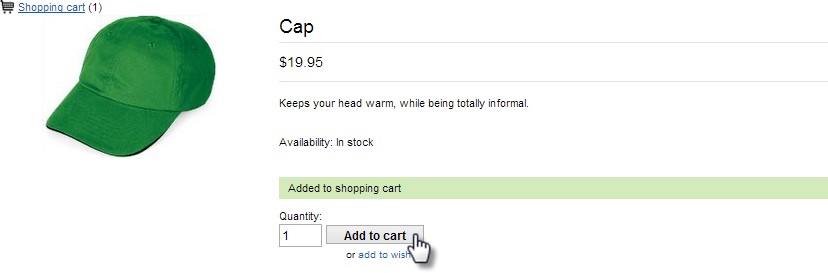 Shopping cart (1)
Cap
$19.95
Keeps your head warm, while being totally informal.
Availability: In stock
Added to shopping cart
Quantity:
1 Add to cart
or add to wish